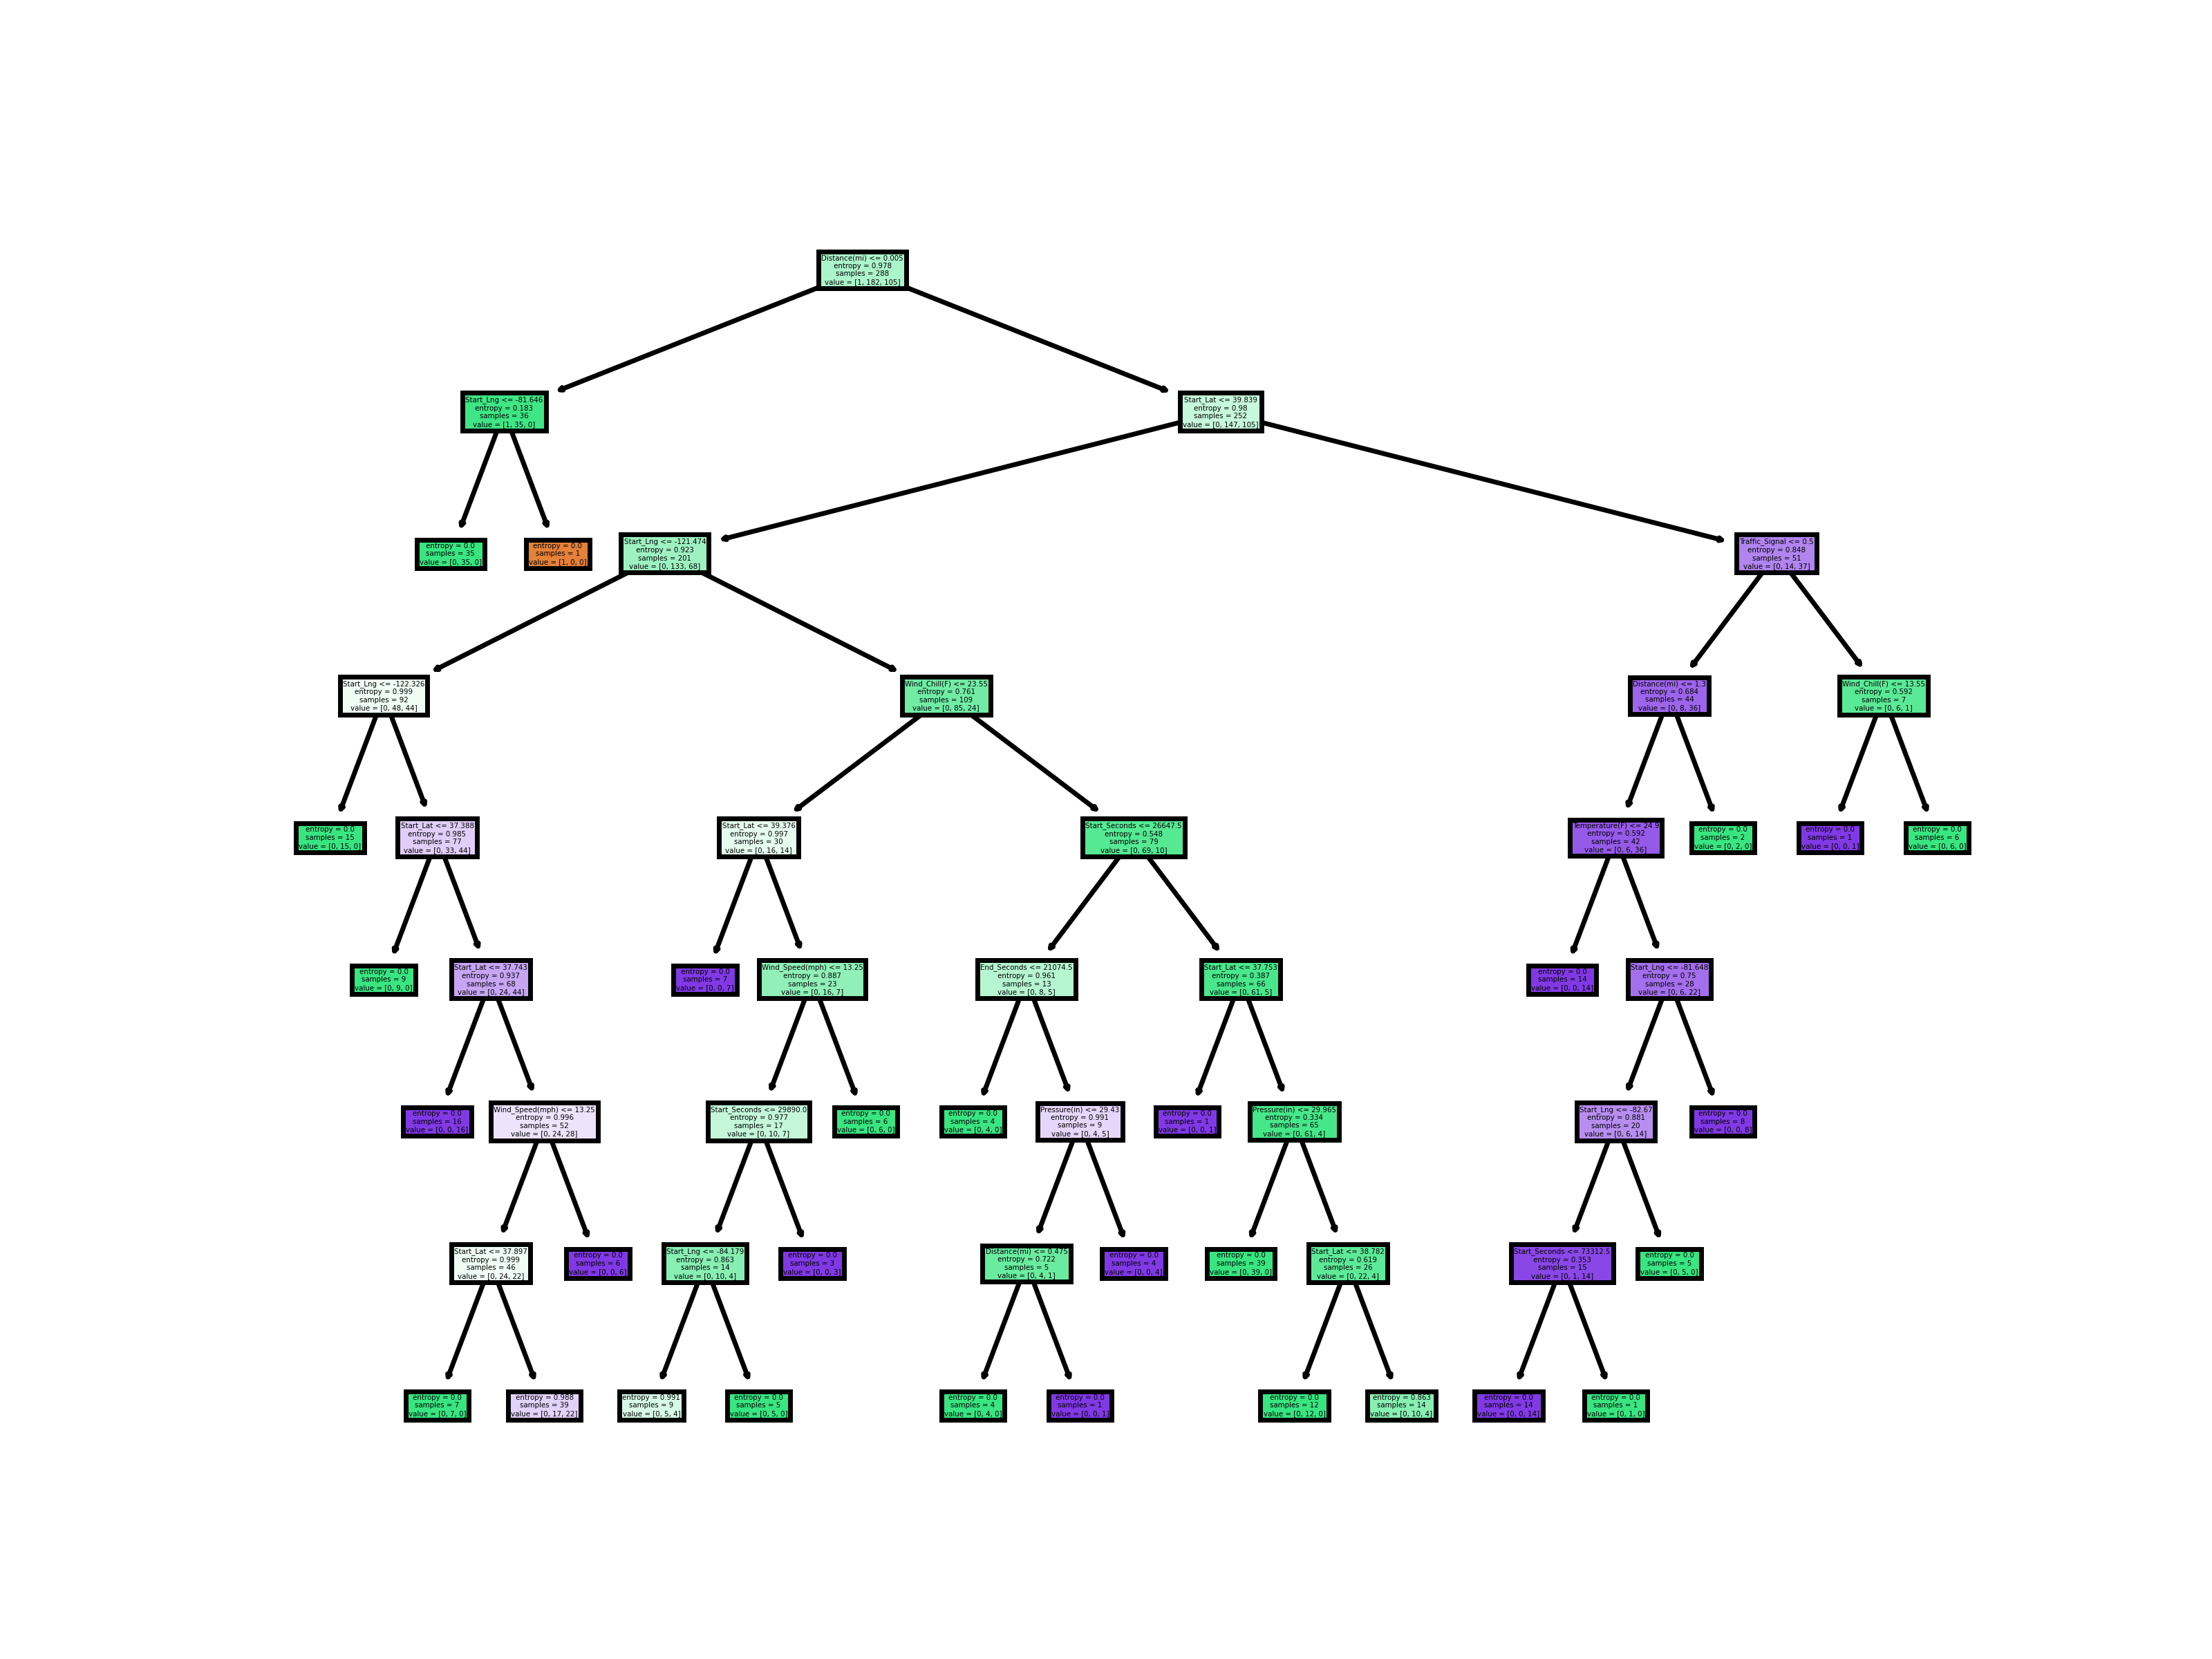 Distance(mi) <= 0.005
entropy = 0.978
samples = 288
value = [1, 182, 105]
Start_Lng <= -81.646
entropy = 0.183
samples = 36
value = [1, 35, 0]
Start_Lat <= 39.839
entropy = 0.98
samples = 252
value = [0, 147, 105]
entropy = 0.0
samples = 35
value = [0, 35, 0]
entropy = 0.0
samples = 1
value = [1, 0, 0]
Start_Lng <= -121.474
entropy = 0.923
samples = 201
value = [0, 133, 68]
Traffic_Signal <= 0.5
entropy = 0.848
samples = 51
value = [0, 14, 37]
Start_Lng <= -122.326
entropy = 0.999
samples = 92
value = [0, 48, 44]
Wind_Chill(F) <= 23.55
entropy = 0.761
samples = 109
value = [0, 85, 24]
Distance(mi) <= 1.3
entropy = 0.684
samples = 44
value = [0, 8, 36]
Wind_Chill(F) <= 13.55
entropy = 0.592
samples = 7
value = [0, 6, 1]
entropy = 0.0
samples = 15
value = [0, 15, 0]
Start_Lat <= 37.388
entropy = 0.985
samples = 77
value = [0, 33, 44]
Start_Lat <= 39.376
entropy = 0.997
samples = 30
value = [0, 16, 14]
Start_Seconds <= 26647.5
entropy = 0.548
samples = 79
value = [0, 69, 10]
Temperature(F) <= 24.9
entropy = 0.592
samples = 42
value = [0, 6, 36]
entropy = 0.0
samples = 2
value = [0, 2, 0]
entropy = 0.0
samples = 1
value = [0, 0, 1]
entropy = 0.0
samples = 6
value = [0, 6, 0]
entropy = 0.0
samples = 9
value = [0, 9, 0]
Start_Lat <= 37.743
entropy = 0.937
samples = 68
value = [0, 24, 44]
entropy = 0.0
samples = 7
value = [0, 0, 7]
Wind_Speed(mph) <= 13.25
entropy = 0.887
samples = 23
value = [0, 16, 7]
End_Seconds <= 21074.5
entropy = 0.961
samples = 13
value = [0, 8, 5]
Start_Lat <= 37.753
entropy = 0.387
samples = 66
value = [0, 61, 5]
entropy = 0.0
samples = 14
value = [0, 0, 14]
Start_Lng <= -81.648
entropy = 0.75
samples = 28
value = [0, 6, 22]
entropy = 0.0
samples = 16
value = [0, 0, 16]
Wind_Speed(mph) <= 13.25
entropy = 0.996
samples = 52
value = [0, 24, 28]
Start_Seconds <= 29890.0
entropy = 0.977
samples = 17
value = [0, 10, 7]
entropy = 0.0
samples = 6
value = [0, 6, 0]
entropy = 0.0
samples = 4
value = [0, 4, 0]
Pressure(in) <= 29.43
entropy = 0.991
samples = 9
value = [0, 4, 5]
entropy = 0.0
samples = 1
value = [0, 0, 1]
Pressure(in) <= 29.965
entropy = 0.334
samples = 65
value = [0, 61, 4]
Start_Lng <= -82.67
entropy = 0.881
samples = 20
value = [0, 6, 14]
entropy = 0.0
samples = 8
value = [0, 0, 8]
Start_Lat <= 37.897
entropy = 0.999
samples = 46
value = [0, 24, 22]
entropy = 0.0
samples = 6
value = [0, 0, 6]
Start_Lng <= -84.179
entropy = 0.863
samples = 14
value = [0, 10, 4]
entropy = 0.0
samples = 3
value = [0, 0, 3]
Distance(mi) <= 0.475
entropy = 0.722
samples = 5
value = [0, 4, 1]
entropy = 0.0
samples = 4
value = [0, 0, 4]
entropy = 0.0
samples = 39
value = [0, 39, 0]
Start_Lat <= 38.782
entropy = 0.619
samples = 26
value = [0, 22, 4]
Start_Seconds <= 73312.5
entropy = 0.353
samples = 15
value = [0, 1, 14]
entropy = 0.0
samples = 5
value = [0, 5, 0]
entropy = 0.0
samples = 7
value = [0, 7, 0]
entropy = 0.988
samples = 39
value = [0, 17, 22]
entropy = 0.991
samples = 9
value = [0, 5, 4]
entropy = 0.0
samples = 5
value = [0, 5, 0]
entropy = 0.0
samples = 4
value = [0, 4, 0]
entropy = 0.0
samples = 1
value = [0, 0, 1]
entropy = 0.0
samples = 12
value = [0, 12, 0]
entropy = 0.863
samples = 14
value = [0, 10, 4]
entropy = 0.0
samples = 14
value = [0, 0, 14]
entropy = 0.0
samples = 1
value = [0, 1, 0]